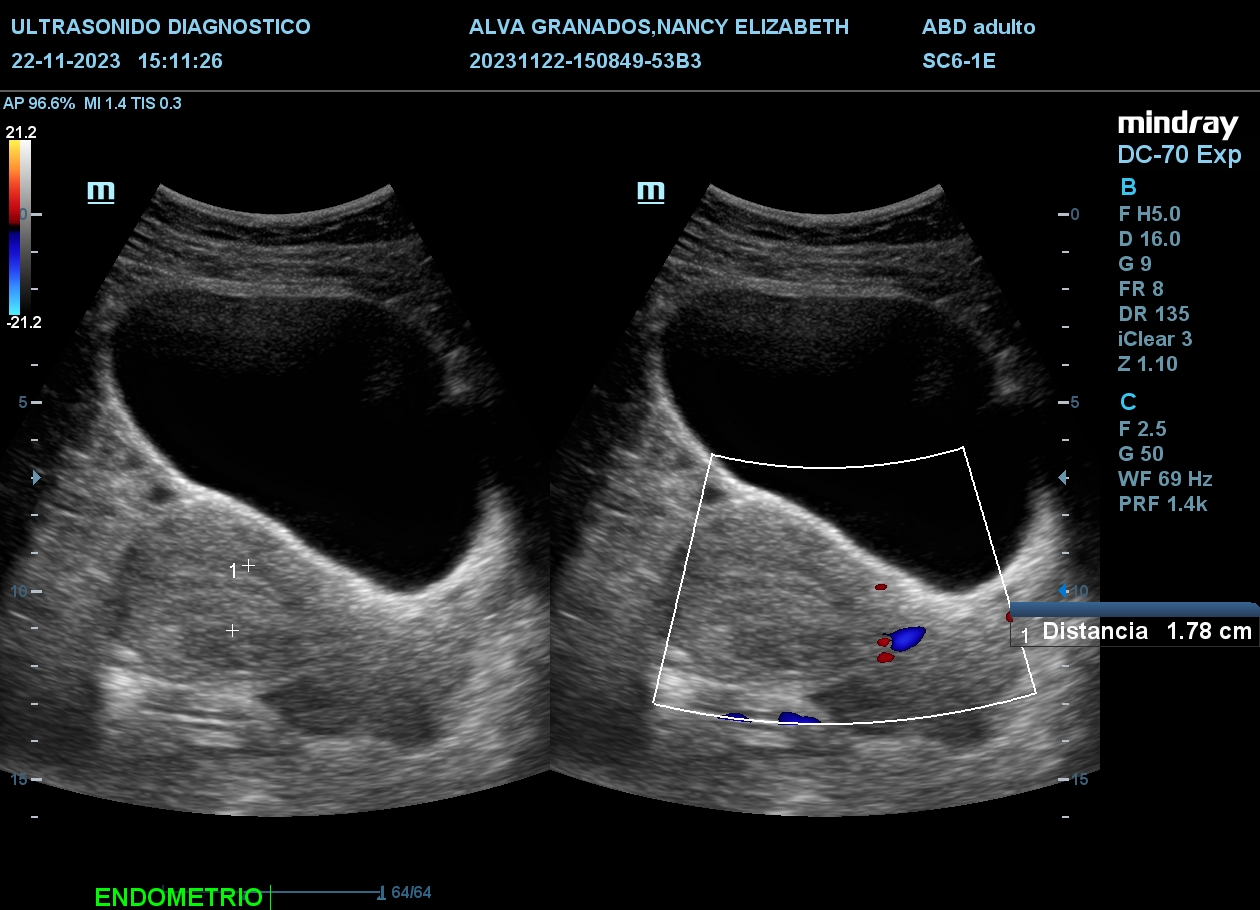 ULTRASONIDO DIAGNOSTICO ALVA GRANADOS,NANCY ELIZABETH ABD adulto
22-11-2023 15:11:26 20231122-150849-53B3 SC6-1E
AP 96.6% MI 1.4 TIS 0.3
mindray
DC-70 Exp
21.2
-21.2
m
m
0
5
10
15
0
5
10
15
B
F H5.0
D 16.0
G 9
FR 8
DR 135
iClear 3
Z 1.10
C
F 2.5
G 50
WF 69 Hz
PRF 1.4k
1
1 Distancia 1.78 cm
ENDOMETRIO
64/64